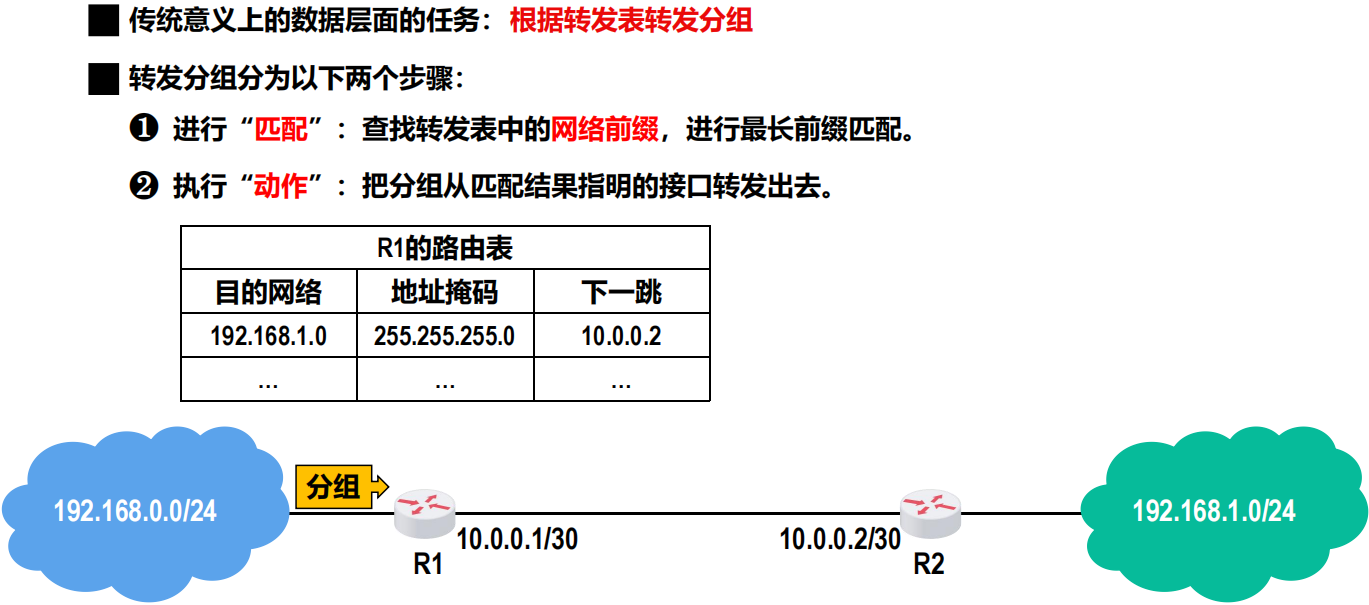 传统意义上的数据层面的任务：根据转发表转发分组
转发分组分为以下两个步骤：
❶ 进行“匹配”：查找转发表中的网络前缀，进行最长前缀匹配。
❷ 执行“动作”：把分组从匹配结果指明的接口转发出去。
R1的路由表
目的网络 地址掩码 下一跳
192.168.1.0 255.255.255.0 10.0.0.2
... ... ...
分组
192.168.0.0/24
192.168.1.0/24
10.0.0.1/30
10.0.0.2/30
R1
R2